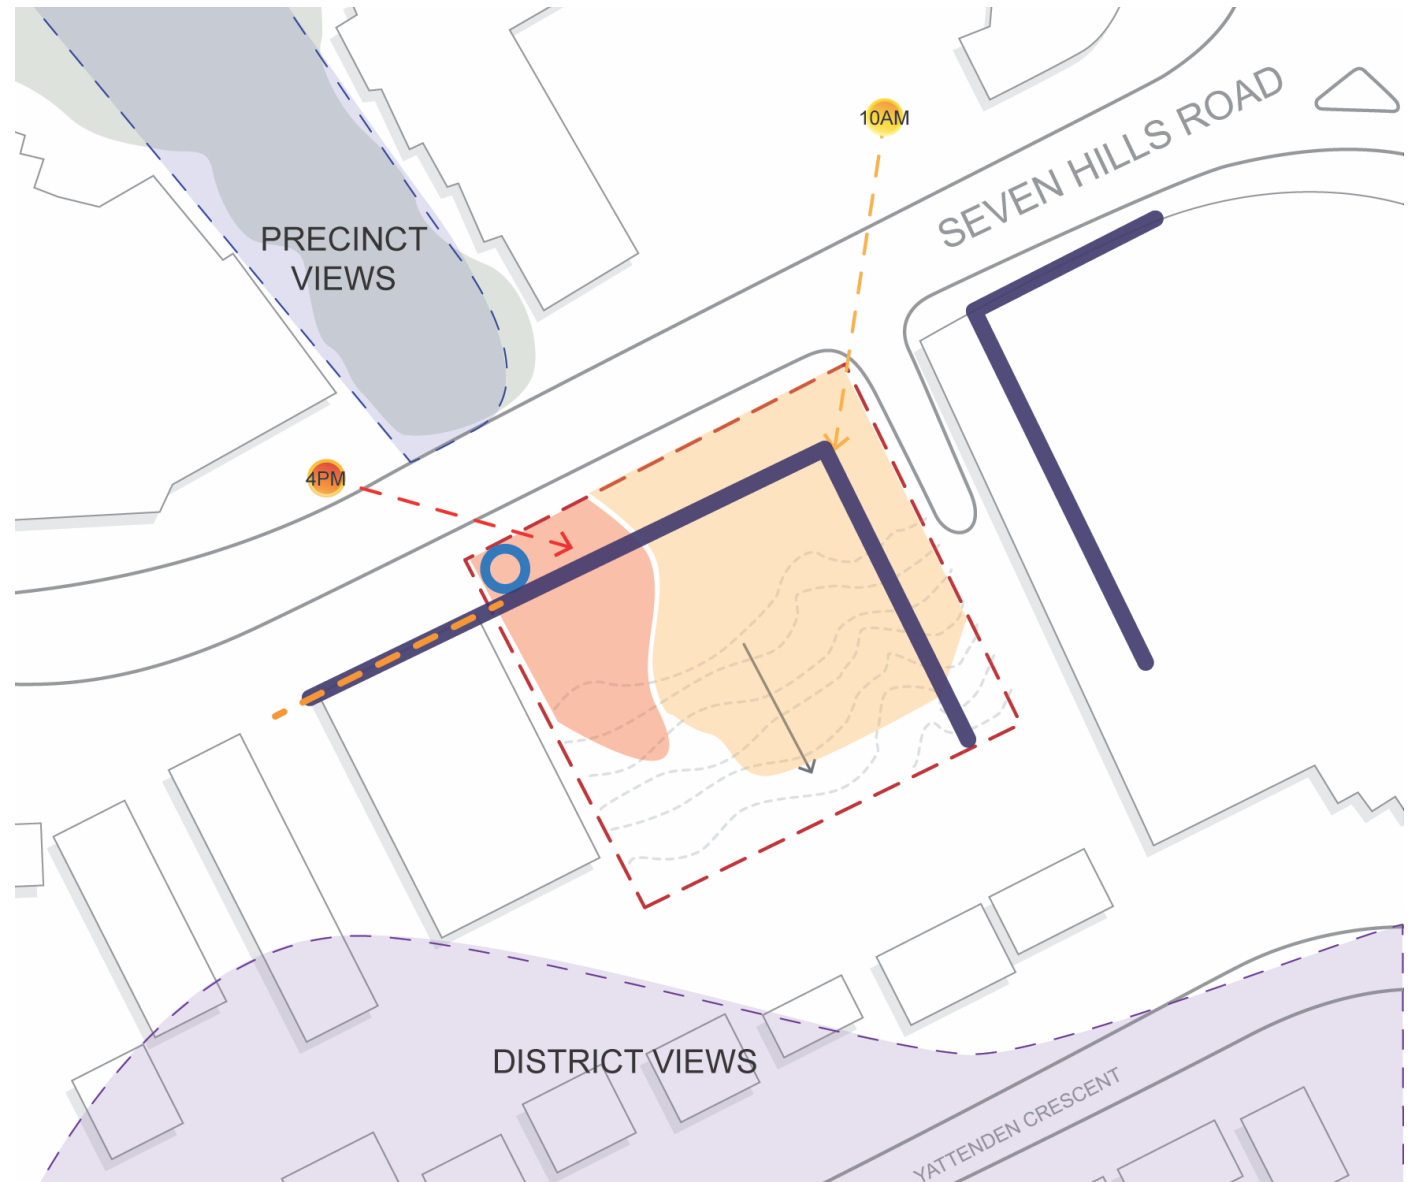 10AM
SEVEN HILLS ROAD
PRECINCT
VIEWS
4PM
DISTRICT VIEWS
YATTENDEN CRESCENT